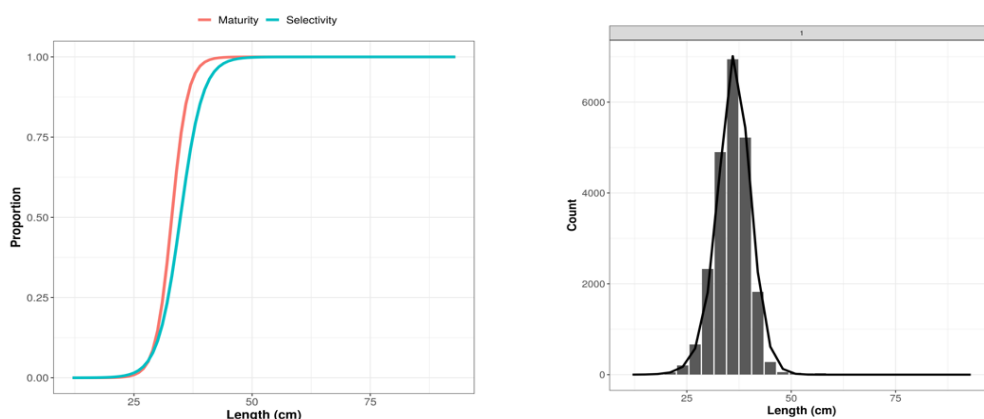 Maturity Selectivity
1.00
0.75
0.50
0.25
0.00
Proportion
25 50 75
Length (cm)
1
6000
4000
2000
0
Count
25 50 75
Length (cm)